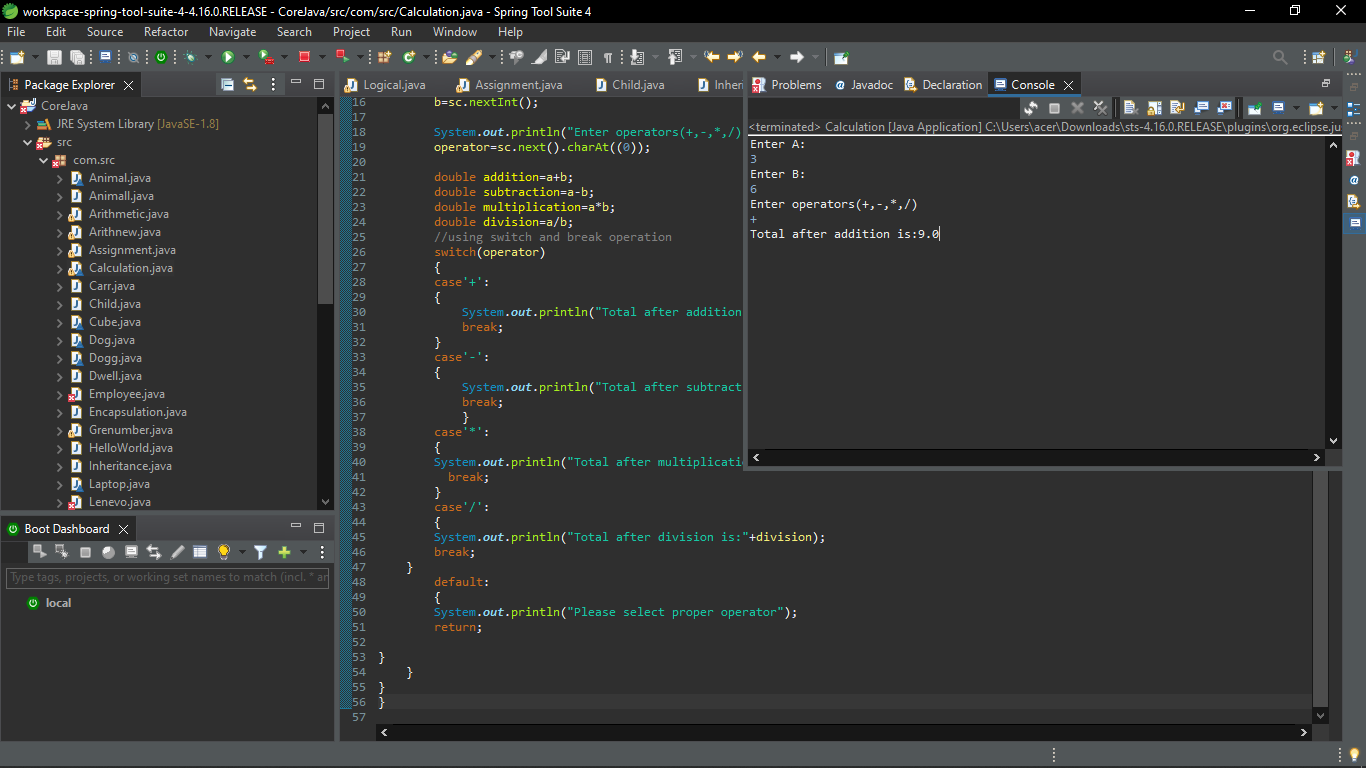 workspace-spring-tool-suite-4-4.16.0.RELEASE - CoreJava/src/com/src/Calculation.java - Spring Tool Suite 4
File Edit Source Refactor Navigate Search Project Run Window Help
Package Explorer
CoreJava
JRE System Library [JavaSE-1.8]
src
com.src
Animal.java
Animall.java
Arithmetic.java
Arithnew.java
Assignment.java
Calculation.java
Carr.java
Child.java
Cube.java
Dog.java
Dogg.java
Dwell.java
Employee.java
Encapsulation.java
Grenumber.java
HelloWorld.java
Inheritance.java
Laptop.java
Lenevo.java
Boot Dashboard
Type tags, projects, or working set names to match (incl. * an
local
Logical.java Assignment.java Child.java Inher
16 b=sc.nextInt();
17
18 System.out.println("Enter operators(+,-,*,/)
19 operator=sc.next().charAt((0));
20
21 double addition=a+b;
22 double subtraction=a-b;
23 double multiplication=a*b;
24 double division=a/b;
25 //using switch and break operation
26 switch(operator)
27 {
28 case'+':
29 {
30 System.out.println("Total after addition
31 break;
32 }
33 case'-':
34 {
35 System.out.println("Total after subtract
36 break;
37 }
38 case'*':
39 {
40 System.out.println("Total after multiplicati
41 break;
42 }
43 case'/':
44 {
45 System.out.println("Total after division is:"+division);
46 break;
47 }
48 default:
49 {
50 System.out.println("Please select proper operator");
51 return;
52
53 }
54 }
55 }
56 }
57
Problems Javadoc Declaration Console
<terminated> Calculation [Java Application] C:\Users\acer\Downloads\sts-4.16.0.RELEASE\plugins\org.eclipse.ju
Enter A:
3
Enter B:
6
Enter operators(+,-,*,/)
+
Total after addition is:9.0